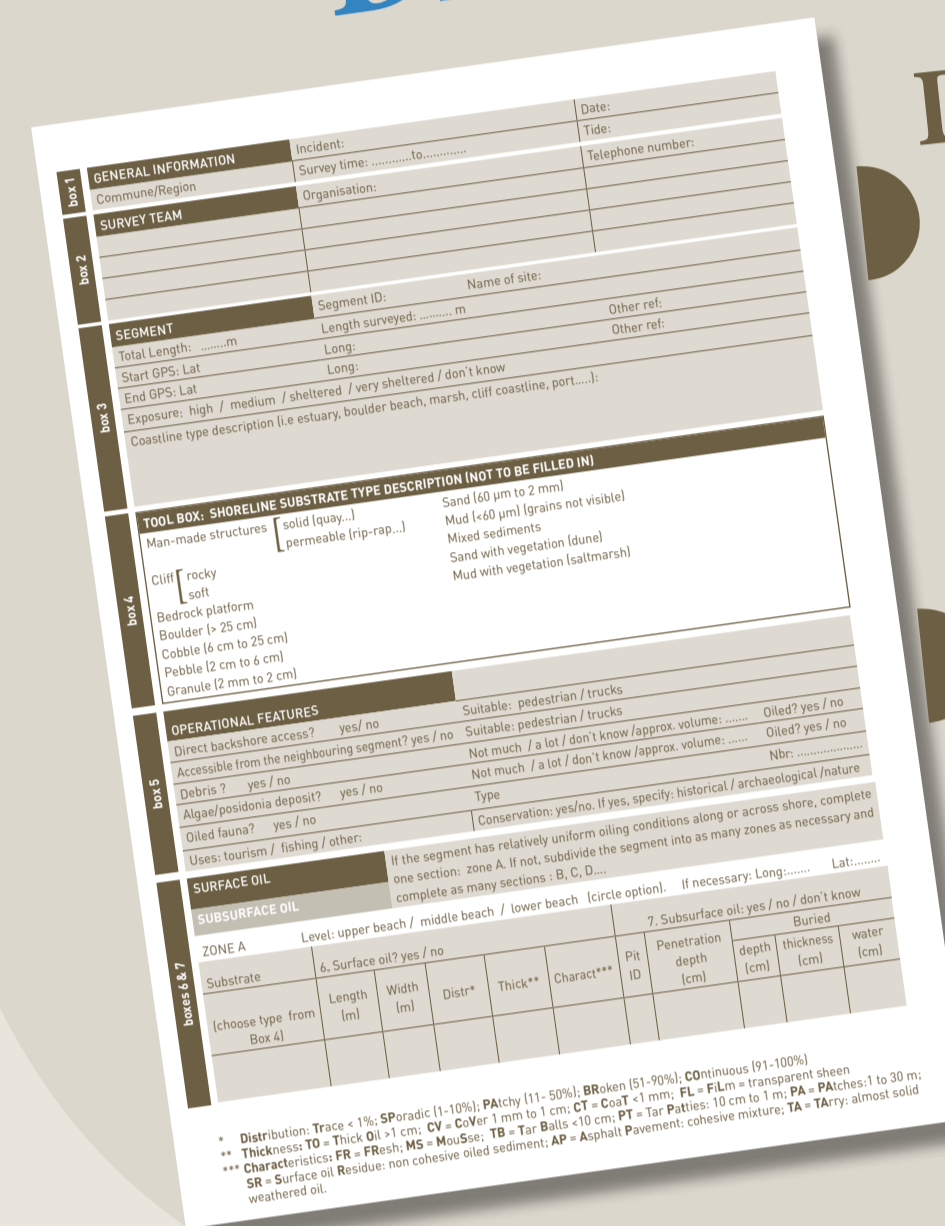 box 1
GENERAL INFORMATION
Incident:
Date:
Commune/Region
Survey time: ............to.............
Tide:
box 2
SURVEY TEAM
Organisation:
Telephone number:
box 3
SEGMENT
Segment ID:
Name of site:
Total Length: ........m
Length surveyed: .......... m
Start GPS: Lat
Long:
Other ref:
End GPS: Lat
Long:
Other ref:
Exposure: high / medium / sheltered / very sheltered / don't know
Coastline type description (i.e estuary, boulder beach, marsh, cliff coastline, port.....):
box 4
TOOL BOX: SHORELINE SUBSTRATE TYPE DESCRIPTION (NOT TO BE FILLED IN)
Man-made structures
solid (quay...)
permeable (rip-rap...)
Cliff
rocky
soft
Bedrock platform
Boulder (> 25 cm)
Cobble (6 cm to 25 cm)
Pebble (2 cm to 6 cm)
Granule (2 mm to 2 cm)
Sand (60 µm to 2 mm)
Mud (<60 µm) (grains not visible)
Mixed sediments
Sand with vegetation (dune)
Mud with vegetation (saltmarsh)
box 5
OPERATIONAL FEATURES
Direct backshore access? yes/ no
Suitable: pedestrian / trucks
Accessible from the neighbouring segment? yes / no
Suitable: pedestrian / trucks
Debris ? yes / no
Not much / a lot / don't know /approx. volume: ....... Oiled? yes / no
Algae/posidonia deposit? yes / no
Not much / a lot / don't know /approx. volume: ...... Oiled? yes / no
Oiled fauna? yes / no
Type
Nbr: ....................
Uses: tourism / fishing / other:
Conservation: yes/no. If yes, specify: historical / archaeological /nature
boxes 6 & 7
SURFACE OIL
SUBSURFACE OIL
If the segment has relatively uniform oiling conditions along or across shore, complete
one section: zone A. If not, subdivide the segment into as many zones as necessary and
complete as many sections : B, C, D....
ZONE A
Level: upper beach / middle beach / lower beach (circle option). If necessary: Long:....... Lat:........
Substrate
(choose type from
Box 4)
6. Surface oil? yes / no
7. Subsurface oil: yes / no / don't know
Length
(m)
Width
(m)
Distr*
Thick**
Charact***
Pit
ID
Penetration
depth
(cm)
Buried
depth
(cm)
thickness
(cm)
water
(cm)
* Distribution: Trace < 1%; SPoradic (1-10%); PAtchy (11- 50%); BRoken (51-90%); COntinuous (91-100%)
** Thickness: TO = Thick Oil >1 cm; CV = CoVer 1 mm to 1 cm; CT = CoaT <1 mm; FL = FiLm = transparent sheen
*** Characteristics: FR = FResh; MS = MouSse; TB = Tar Balls <10 cm; PT = Tar Patties: 10 cm to 1 m; PA = PAtches:1 to 30 m;
SR = Surface oil Residue: non cohesive oiled sediment; AP = Asphalt Pavement: cohesive mixture; TA = TArry: almost solid
weathered oil.